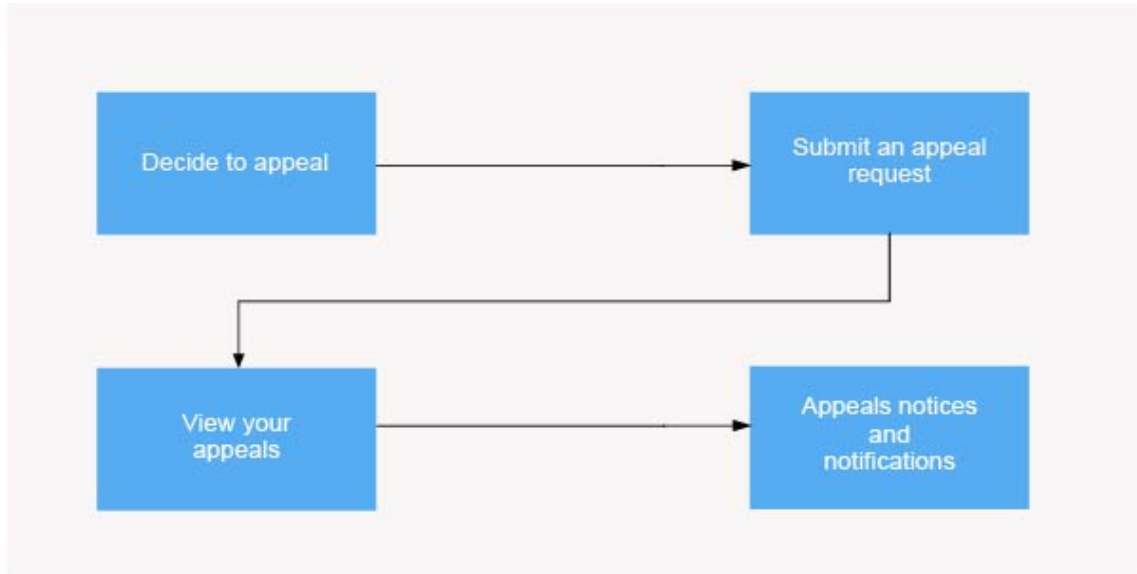 Decide to appeal
Submit an appeal
request
View your
appeals
Appeals notices
and
notifications